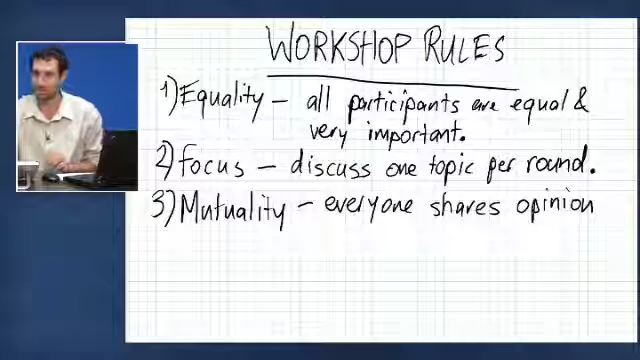 WORKSHOP RULES
1) Equality – all participants are equal &
very important.
2) Focus – discuss one topic per round.
3) Mutuality – everyone shares opinion